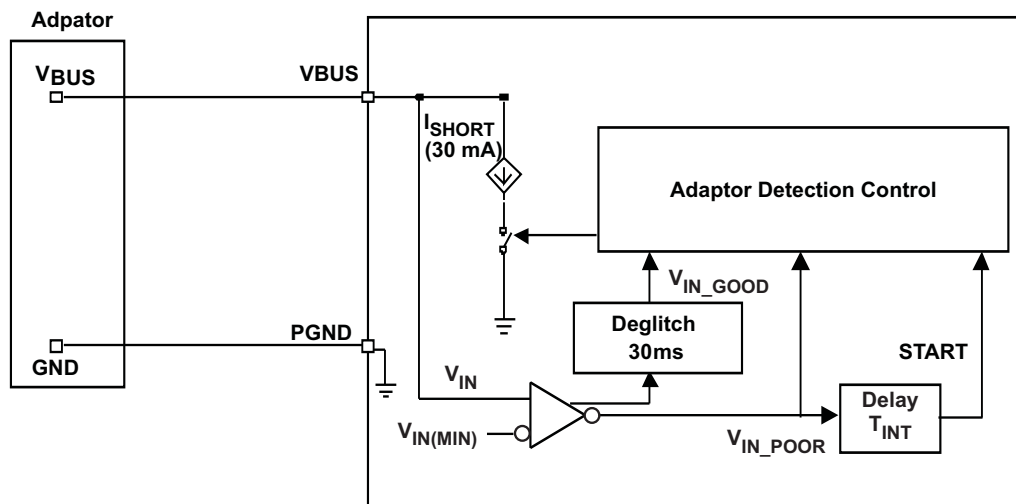 Adpator
VBUS
VBUS
ISHORT
(30 mA)
Adaptor Detection Control
VIN_GOOD
Deglitch
30ms
PGND
GND
START
VIN
Delay
TINT
VIN(MIN)
VIN_POOR